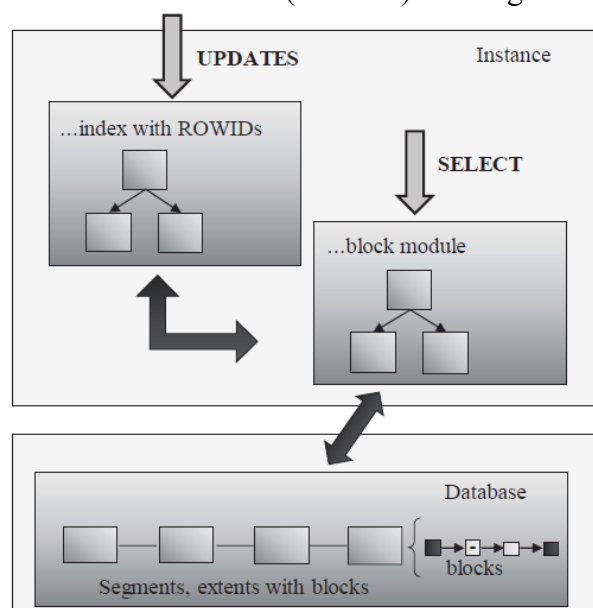 UPDATES
Instance
...index with ROWIDs
SELECT
...block module
Database
blocks
Segments, extents with blocks